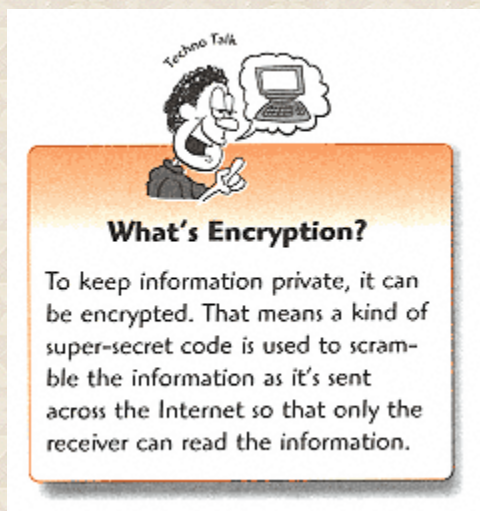 Techno Talk
What's Encryption?
To keep information private, it can
be encrypted. That means a kind of
super-secret code is used to scram-
ble the information as it's sent
across the Internet so that only the
receiver can read the information.